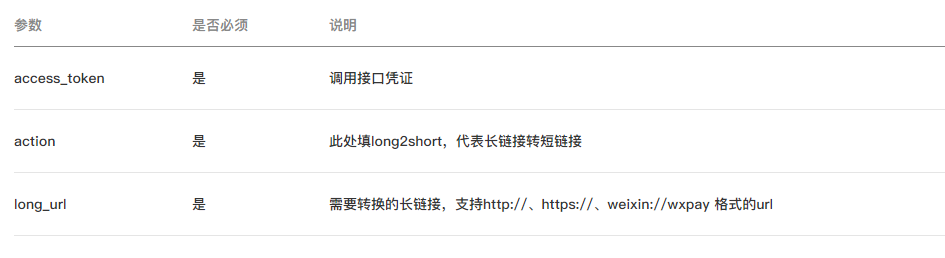 参数 是否必须 说明
access_token 是 调用接口凭证
action 是 此处填long2short，代表长链接转短链接
long_url 是 需要转换的长链接，支持http://、https://、weixin://wxpay 格式的url